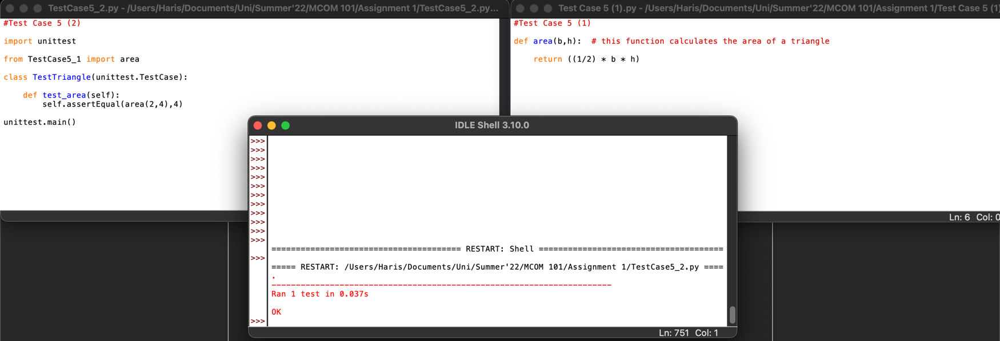 TestCase5_2.py - /Users/Haris/Documents/Uni/Summer'22/MCOM 101/Assignment 1/TestCase5_2.py...
#Test Case 5 (2)
import unittest
from TestCase5_1 import area
class TestTriangle(unittest.TestCase):
    def test_area(self):
        self.assertEqual(area(2,4),4)
unittest.main()
Test Case 5 (1).py - /Users/Haris/Documents/Uni/Summer'22/MCOM 101/Assignment 1/Test Case 5 (1)
#Test Case 5 (1)
def area(b,h):  # this function calculates the area of a triangle
    return ((1/2) * b * h)
Ln: 6 Col: 0
IDLE Shell 3.10.0
>>>
>>>
>>>
>>>
>>>
>>>
>>>
>>>
>>>
>>>
>>>
>>>
======================================= RESTART: Shell ======================================
>>>
===== RESTART: /Users/Haris/Documents/Uni/Summer'22/MCOM 101/Assignment 1/TestCase5_2.py ====
.
----------------------------------------------------------------------
Ran 1 test in 0.037s
OK
>>>
Ln: 751 Col: 1